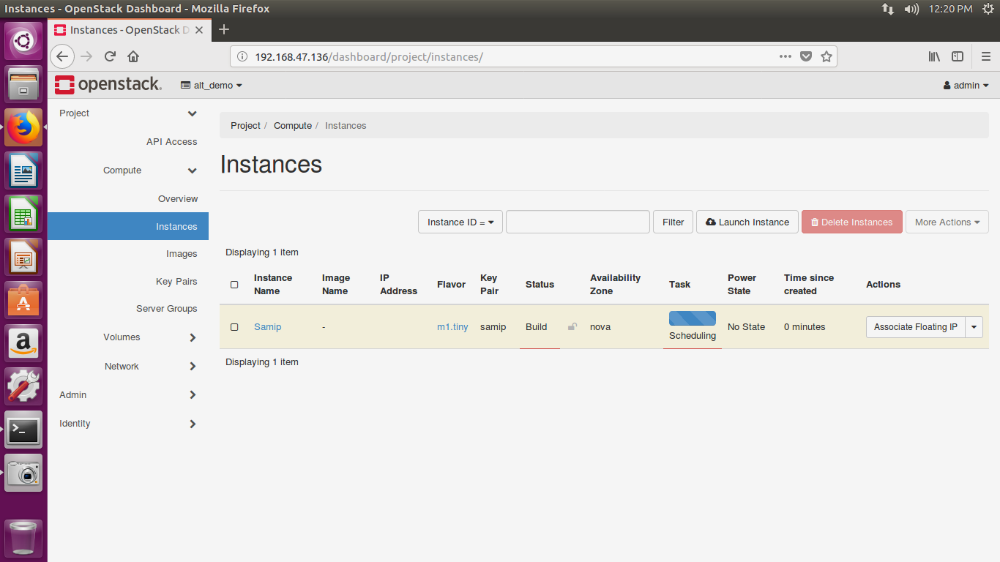 Instances - OpenStack Dashboard - Mozilla Firefox
12:20 PM
Instances - OpenStack D
192.168.47.136/dashboard/project/instances/
openstack.
alt_demo
admin
Project
API Access
Compute
Overview
Instances
Images
Key Pairs
Server Groups
Volumes
Network
Admin
Identity
Project / Compute / Instances
Instances
Instance ID =
Filter
Launch Instance
Delete Instances
More Actions
Displaying 1 item
Instance Name Image Name IP Address Flavor Key Pair Status Availability Zone Task Power State Time since created Actions
Samip - m1.tiny samip Build nova Scheduling No State 0 minutes Associate Floating IP
Displaying 1 item